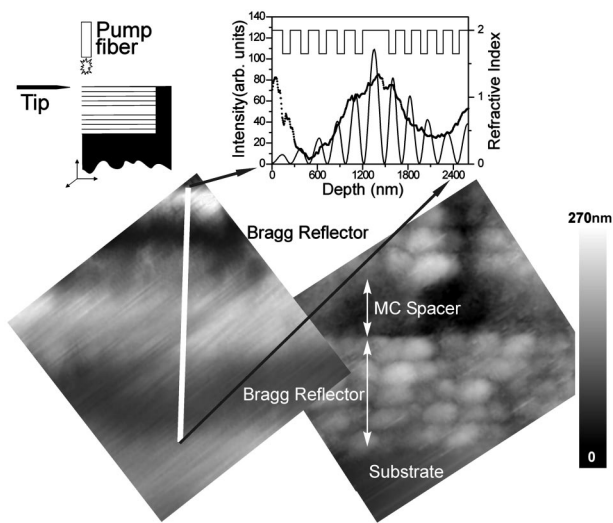 Pump
fiber
Tip
Intensity(arb. units)
140
120
100
80
60
40
20
0
2
1
0
Refractive Index
0
600
1200
1800
2400
Depth (nm)
Bragg Reflector
270nm
MC Spacer
Bragg Reflector
Substrate
0